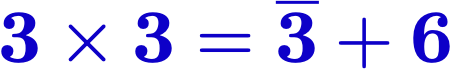 3 × 3 = 3̅ + 6